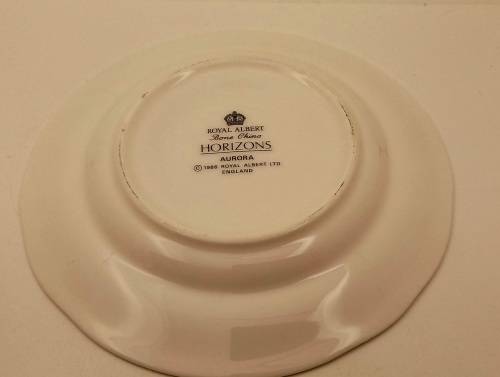 ROYAL ALBERT
Bone China
HORIZONS
AURORA
© 1986 ROYAL ALBERT LTD
ENGLAND